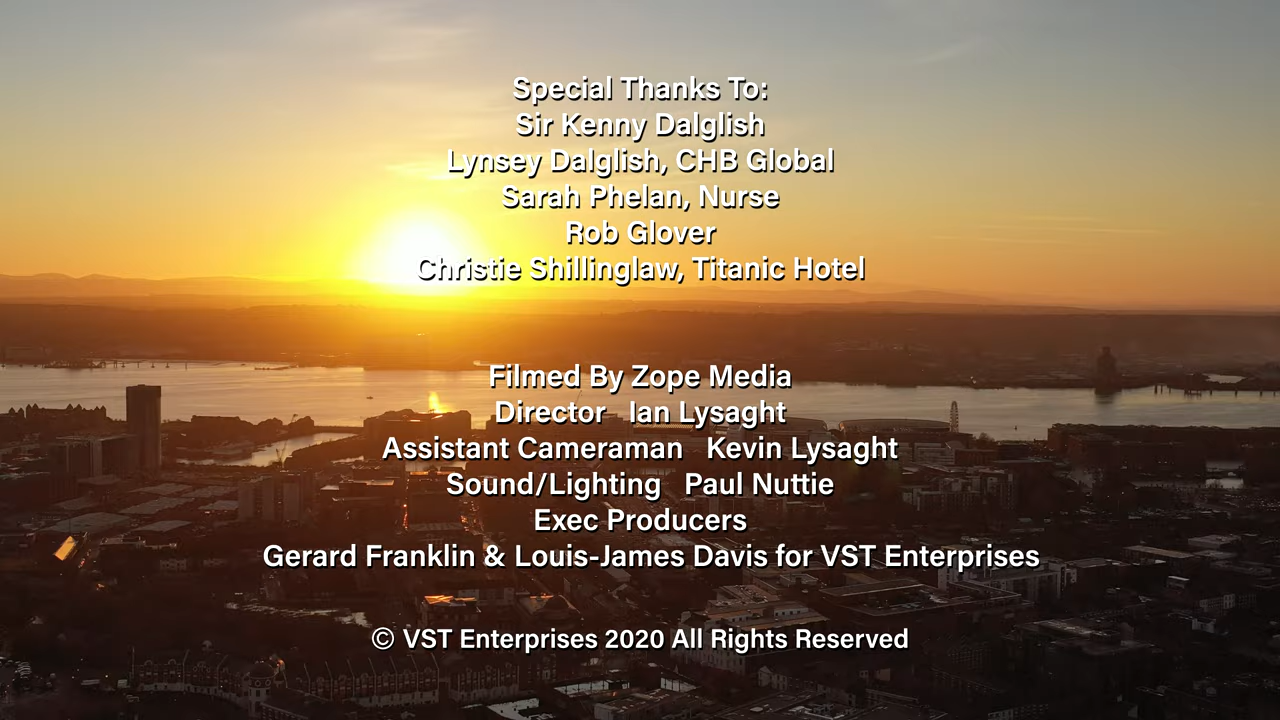 Special Thanks To:
Sir Kenny Dalglish
Lynsey Dalglish, CHB Global
Sarah Phelan, Nurse
Rob Glover
Christie Shillinglaw, Titanic Hotel
Filmed By Zope Media
Director Ian Lysaght
Assistant Cameraman Kevin Lysaght
Sound/Lighting Paul Nuttie
Exec Producers
Gerard Franklin & Louis-James Davis for VST Enterprises
© VST Enterprises 2020 All Rights Reserved